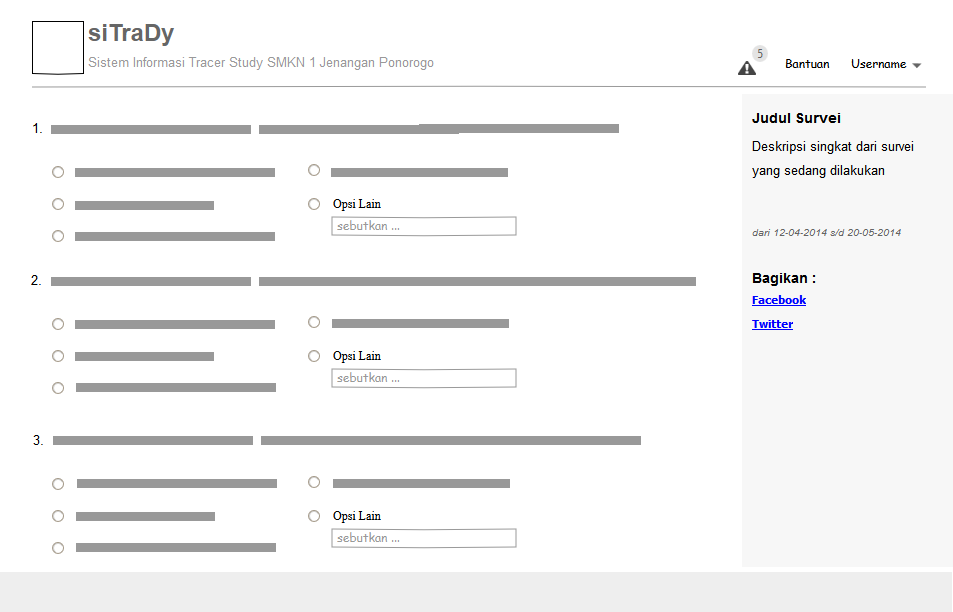 siTraDy
Sistem Informasi Tracer Study SMKN 1 Jenangan Ponorogo
5
Bantuan
Username
1.
Opsi Lain
sebutkan ...
2.
Opsi Lain
sebutkan ...
3.
Opsi Lain
sebutkan ...
Judul Survei
Deskripsi singkat dari survei
yang sedang dilakukan
dari 12-04-2014 s/d 20-05-2014
Bagikan :
Facebook
Twitter